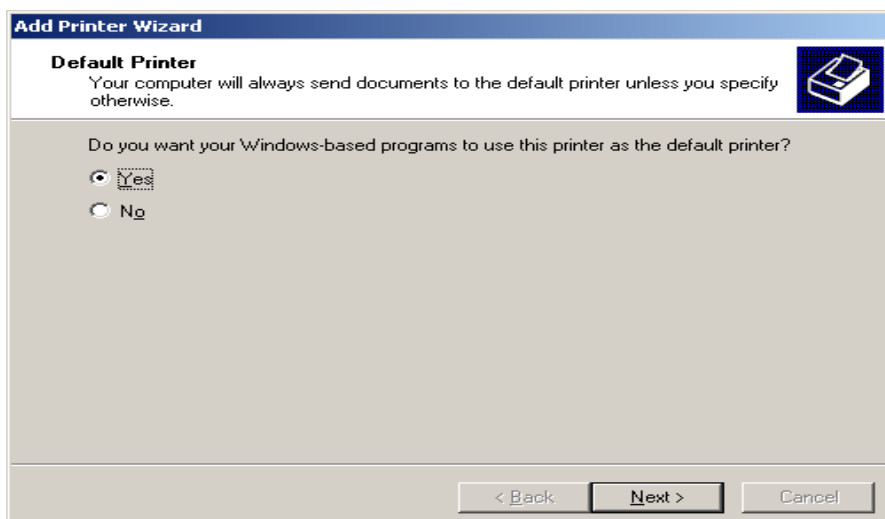 Add Printer Wizard
Default Printer
Your computer will always send documents to the default printer unless you specify
otherwise.
Do you want your Windows-based programs to use this printer as the default printer?
Yes
No
< Back Next > Cancel